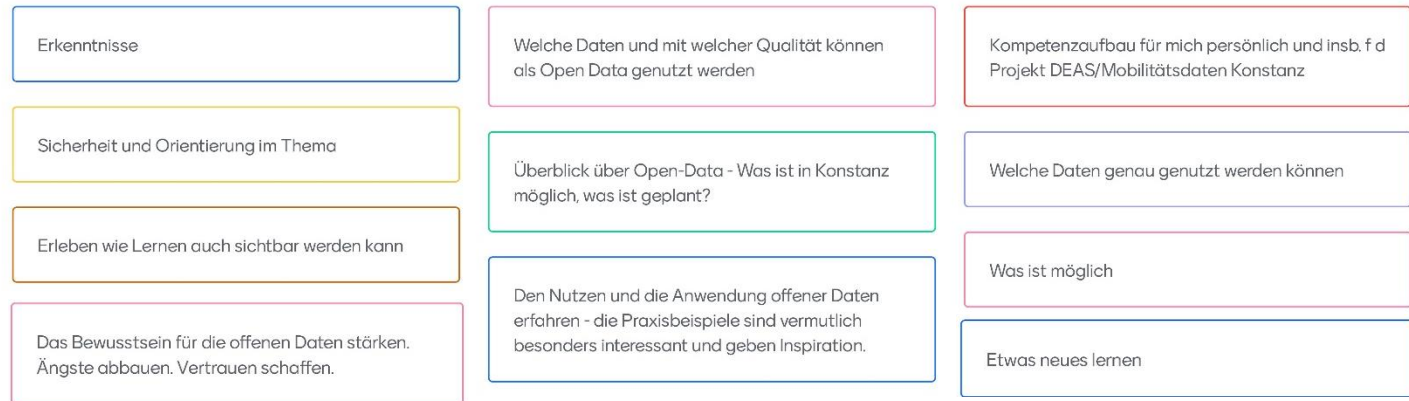 Erkenntnisse
Sicherheit und Orientierung im Thema
Erleben wie Lernen auch sichtbar werden kann
Das Bewusstsein für die offenen Daten stärken.
Ängste abbauen. Vertrauen schaffen.
Welche Daten und mit welcher Qualität können
als Open Data genutzt werden
Überblick über Open-Data - Was ist in Konstanz
möglich, was ist geplant?
Den Nutzen und die Anwendung offener Daten
erfahren - die Praxisbeispiele sind vermutlich
besonders interessant und geben Inspiration.
Kompetenzaufbau für mich persönlich und insb. f d
Projekt DEAS/Mobilitätsdaten Konstanz
Welche Daten genau genutzt werden können
Was ist möglich
Etwas neues lernen